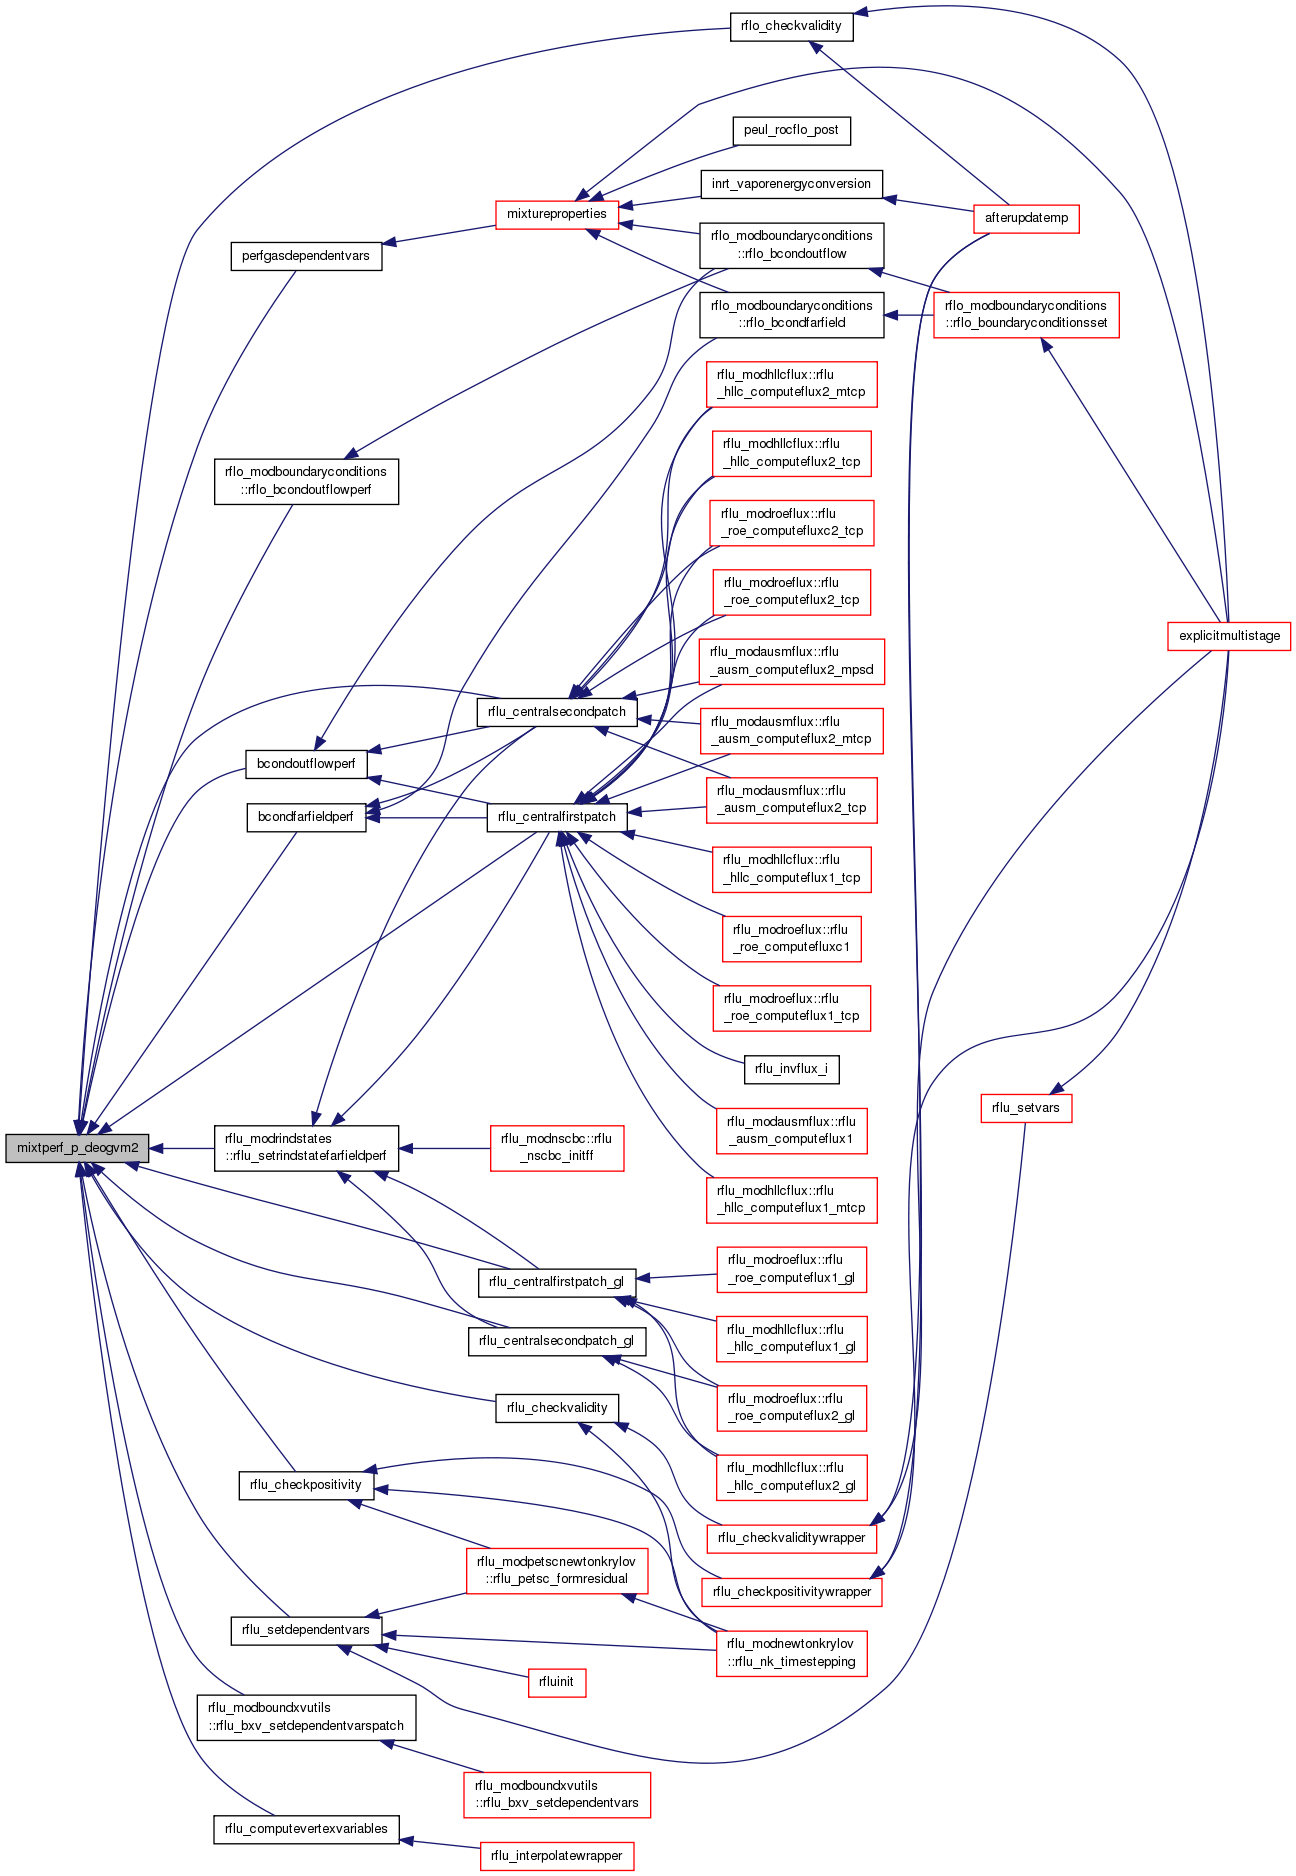 rflo_checkvalidity
peul_rocflo_post
inrt_vaporenergyconversion
mixtureproperties
afterupdatemp
rflo_modboundaryconditions
::rflo_bcondoutflow
perfgasdependentvars
rflo_modboundaryconditions
::rflo_bcondfarfield
rflo_modboundaryconditions
::rflo_boundaryconditionsset
rflu_modhllcflux::rflu
_hllc_computeflux2_mtcp
rflu_modhllcflux::rflu
_hllc_computeflux2_tcp
rflo_modboundaryconditions
::rflo_bcondoutflowperf
rflu_modroeflux::rflu
_roe_computefluxc2_tcp
rflu_modroeflux::rflu
_roe_computeflux2_tcp
explicitmultistage
rflu_modausmflux::rflu
_ausm_computeflux2_mpsd
rflu_centralsecondpatch
rflu_modausmflux::rflu
_ausm_computeflux2_mtcp
bcondoutflowperf
rflu_modausmflux::rflu
_ausm_computeflux2_tcp
bcondfarfieldperf
rflu_centralfirstpatch
rflu_modhllcflux::rflu
_hllc_computeflux1_tcp
rflu_modroeflux::rflu
_roe_computefluxc1
rflu_modroeflux::rflu
_roe_computeflux1_tcp
rflu_invflux_i
rflu_setvars
rflu_modausmflux::rflu
_ausm_computeflux1
mixtperf_p_deogvm2
rflu_modrindstates
::rflu_setrindstatefarfieldperf
rflu_modnscbc::rflu
_nscbc_initff
rflu_modhllcflux::rflu
_hllc_computeflux1_mtcp
rflu_modroeflux::rflu
_roe_computeflux1_gl
rflu_centralfirstpatch_gl
rflu_modhllcflux::rflu
_hllc_computeflux1_gl
rflu_centralsecondpatch_gl
rflu_modroeflux::rflu
_roe_computeflux2_gl
rflu_checkvalidity
rflu_modhllcflux::rflu
_hllc_computeflux2_gl
rflu_checkpositivity
rflu_checkvaliditywrapper
rflu_modpetscnewtonkrylov
::rflu_petsc_formresidual
rflu_checkpositivitywrapper
rflu_setdependentvars
rflu_modnewtonkrylov
::rflu_nk_timestepping
rfluinit
rflu_modboundxvutils
::rflu_bxv_setdependentvarspatch
rflu_modboundxvutils
::rflu_bxv_setdependentvars
rflu_computevertexvariables
rflu_interpolatewrapper